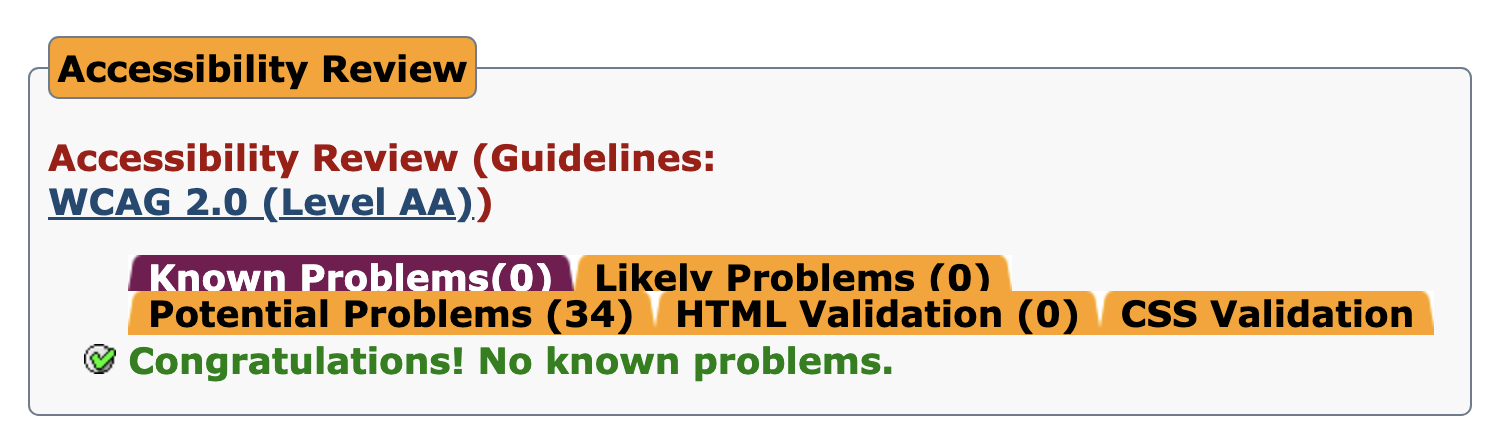 Accessibility Review
Accessibility Review (Guidelines:
WCAG 2.0 (Level AA))
Known Problems(0) Likely Problems (0)
Potential Problems (34) HTML Validation (0) CSS Validation
Congratulations! No known problems.